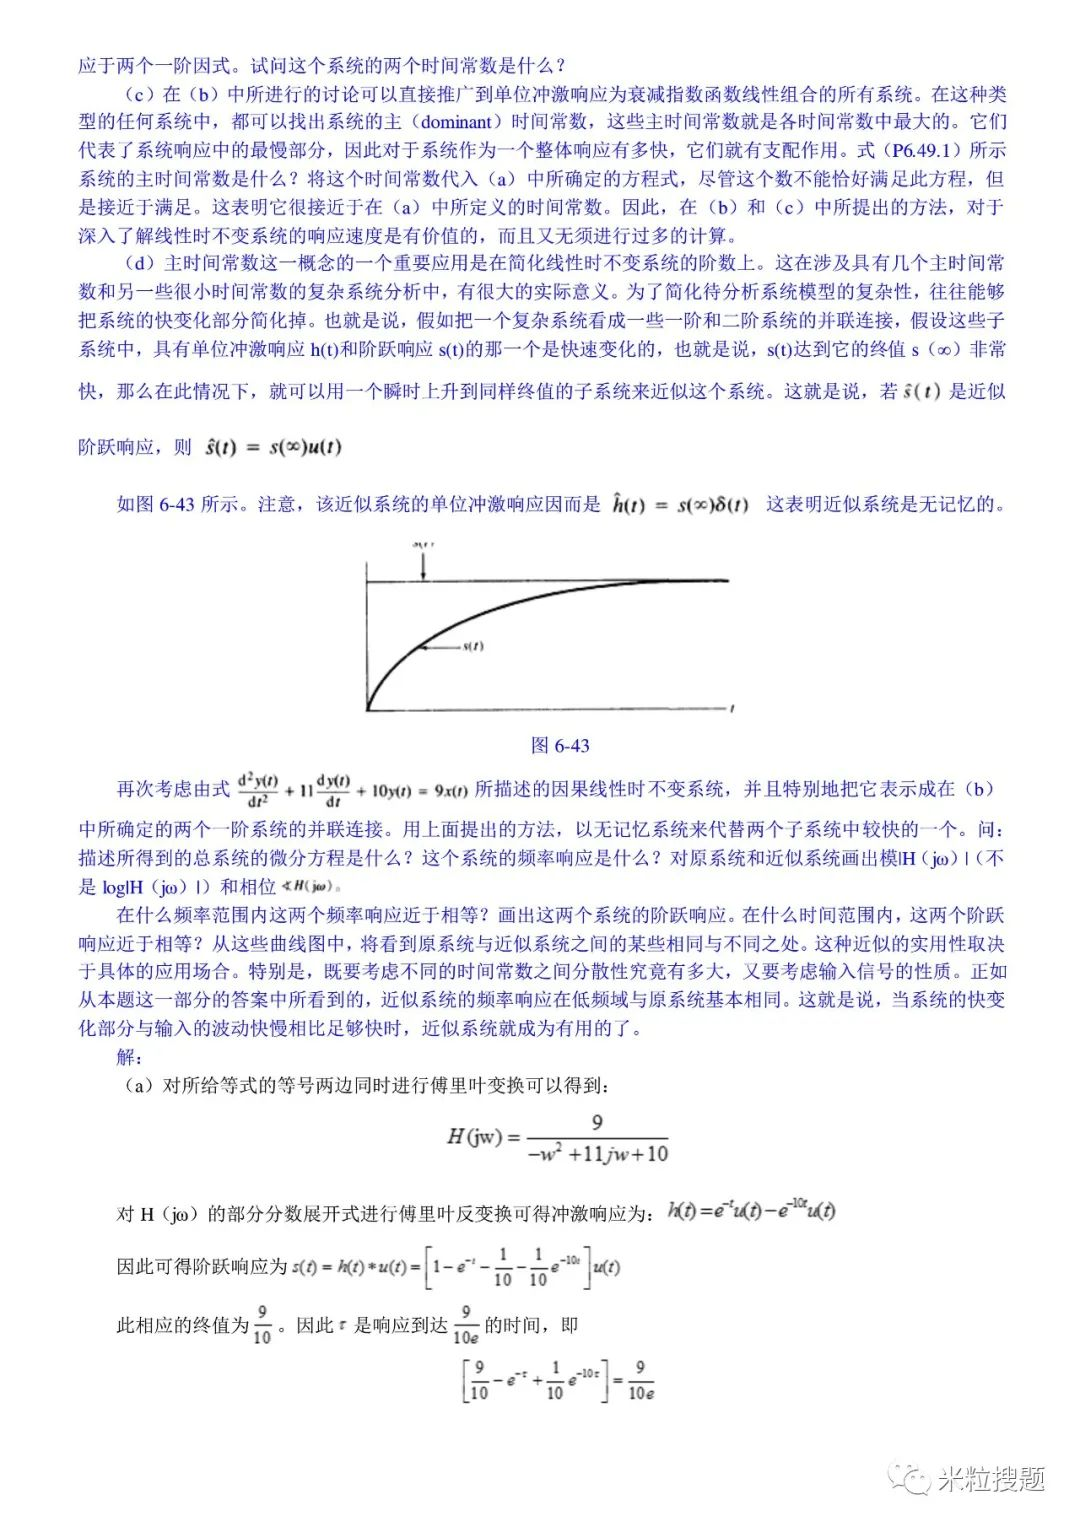 应于两个一阶因式。试问这个系统的两个时间常数是什么?
(c)在(b)中所进行的讨论可以直接推广到单位冲激响应为衰减指数函数线性组合的所有系统。在这种类
型的任何系统中,都可以找出系统的主(dominant)时间常数,这些主时间常数就是各时间常数中最大的。它们
代表了系统响应中的最慢部分,因此对于系统作为一个整体响应有多快,它们就有支配作用。式(P6.49.1)所示
系统的主时间常数是什么?将这个时间常数代入(a)中所确定的方程式,尽管这个数不能恰好满足此方程,但
是接近于满足。这表明它很接近于在(a)中所定义的时间常数。因此,在(b)和(c)中所提出的方法,对于
深入了解线性时不变系统的响应速度是有价值的,而且又无须进行过多的计算。
(d)主时间常数这一概念的一个重要应用是在简化线性时不变系统的阶数上。这在涉及具有几个主时间常
数和另一些很小时间常数的复杂系统分析中,有很大的实际意义。为了简化待分析系统模型的复杂性,往往能够
把系统的快变化部分简化掉。也就是说,假如把一个复杂系统看成一些一阶和二阶系统的并联连接,假设这些子
系统中,具有单位冲激响应 h(t)和阶跃响应 s(t)的那一个是快速变化的,也就是说,s(t)达到它的终值 s(∞)非常
快,那么在此情况下,就可以用一个瞬时上升到同样终值的子系统来近似这个系统。这就是说,若 ŝ(t) 是近似
阶跃响应,则 ŝ(t) = s(∞)u(t)
如图 6-43 所示。注意,该近似系统的单位冲激响应因而是 ĥ(t) = s(∞)δ(t) 这表明近似系统是无记忆的。
s(t)
t
图 6-43
再次考虑由式 d²y(t)/dt² + 11 dy(t)/dt + 10y(t) = 9x(t) 所描述的因果线性时不变系统,并且特别地把它表示成在(b)
中所确定的两个一阶系统的并联连接。用上面提出的方法,以无记忆系统来代替两个子系统中较快的一个。问:
描述所得到的总系统的微分方程是什么?这个系统的频率响应是什么?对原系统和近似系统画出模|H(jω)|(不
是 log|H(jω)|)和相位∢H(jω)。
在什么频率范围内这两个频率响应近于相等?画出这两个系统的阶跃响应。在什么时间范围内,这两个阶跃
响应近于相等?从这些曲线图中,将看到原系统与近似系统之间的某些相同与不同之处。这种近似的实用性取决
于具体的应用场合。特别是,既要考虑不同的时间常数之间分散性究竟有多大,又要考虑输入信号的性质。正如
从本题这一部分的答案中所看到的,近似系统的频率响应在低频域与原系统基本相同。这就是说,当系统的快变
化部分与输入的波动快慢相比足够快时,近似系统就成为有用的了。
解:
(a)对所给等式的等号两边同时进行傅里叶变换可以得到:
H(jw) = 9/(-w² + 11jw + 10)
对 H(jω)的部分分数展开式进行傅里叶反变换可得冲激响应为: h(t) = e^{-t}u(t) - e^{-10t}u(t)
因此可得阶跃响应为 s(t) = h(t)*u(t) = [1 - e^{-t} - 1/10 - 1/10 e^{-10t}]u(t)
此相应的终值为 9/10 。因此 τ 是响应到达 9/10e 的时间,即
[9/10 - e^{-τ} + 1/10 e^{-10τ}] = 9/10e
米粒搜题